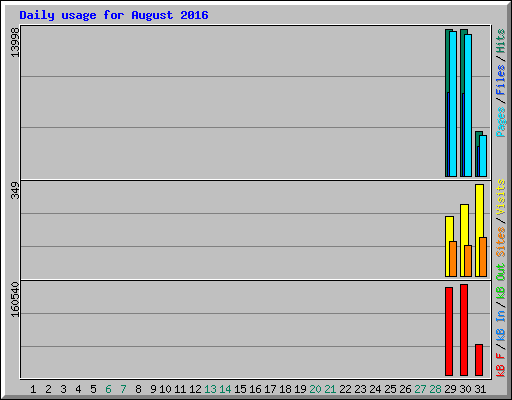 Daily usage for August 2016
13998
349
160540
Pages / Files / Hits
Sites / Visits
kB F / kB In / kB Out
1 2 3 4 5 6 7 8 9 10 11 12 13 14 15 16 17 18 19 20 21 22 23 24 25 26 27 28 29 30 31